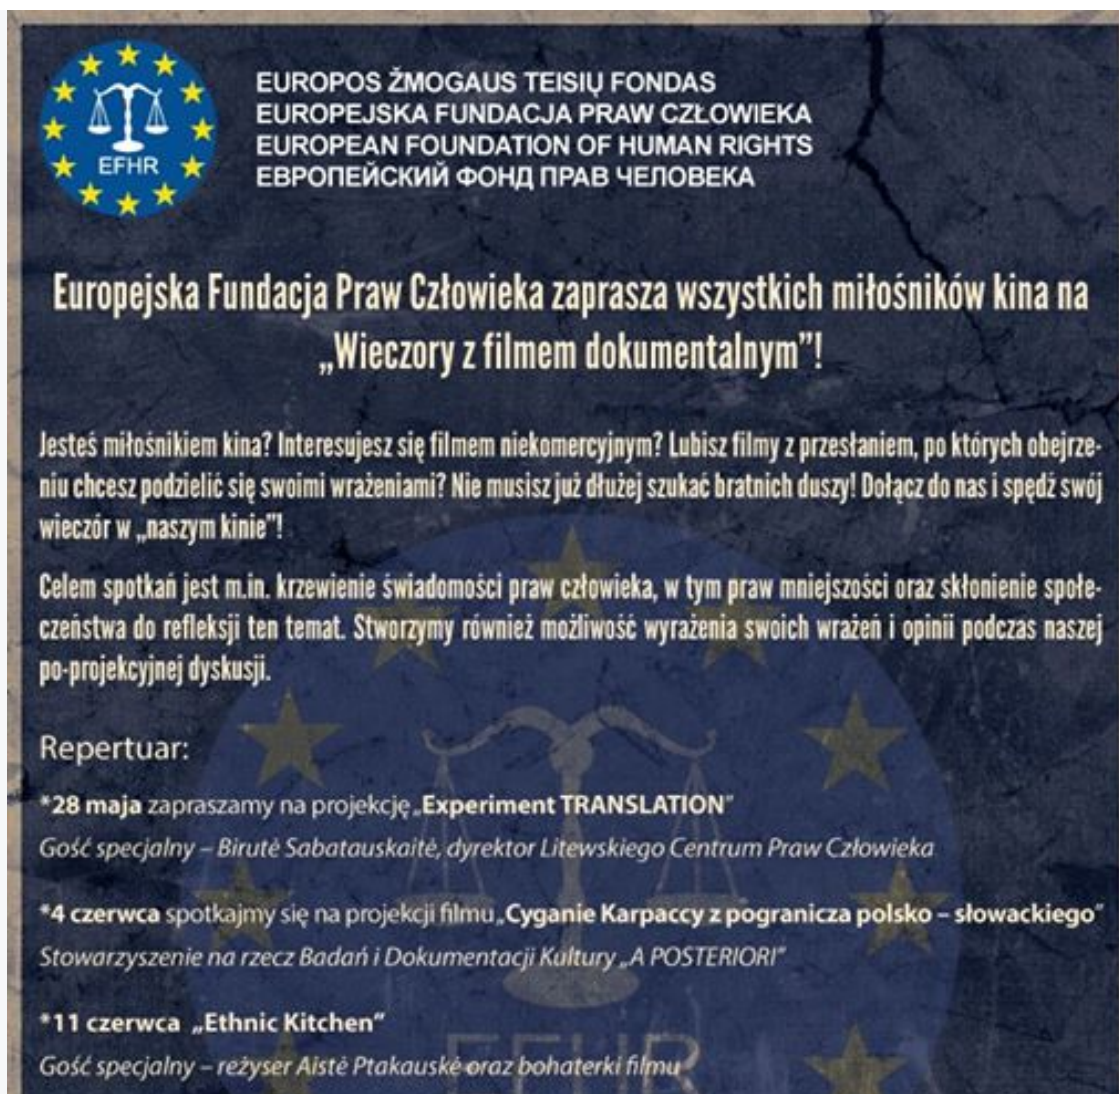 EFHR
EUROPOS ŽMOGAUS TEISIŲ FONDAS
EUROPEJSKA FUNDACJA PRAW CZŁOWIEKA
EUROPEAN FOUNDATION OF HUMAN RIGHTS
ЕВРОПЕЙСКИЙ ФОНД ПРАВ ЧЕЛОВЕКА
Europejska Fundacja Praw Człowieka zaprasza wszystkich miłośników kina na
„Wieczory z filmem dokumentalnym”!
Jesteś miłośnikiem kina? Interesujesz się filmem niekomercyjnym? Lubisz filmy z przesłaniem, po których obejrze-
niu chcesz podzielić się swoimi wrażeniami? Nie musisz już dłużej szukać bratnich duszy! Dołącz do nas i spędź swój
wieczór w „naszym kinie”!
Celem spotkań jest m.in. krzewienie świadomości praw człowieka, w tym praw mniejszości oraz skłonienie społe-
czeństwa do refleksji ten temat. Stworzymy również możliwość wyrażenia swoich wrażeń i opinii podczas naszej
po-projekcyjnej dyskusji.
Repertuar:
*28 maja zapraszamy na projekcję „Experiment TRANSLATION”
Gość specjalny – Birutė Sabatauskaitė, dyrektor Litewskiego Centrum Praw Człowieka
*4 czerwca spotkajmy się na projekcji filmu „Cyganie Karpaccy z pogranicza polsko – słowackiego”
Stowarzyszenie na rzecz Badań i Dokumentacji Kultury „A POSTERIORI”
*11 czerwca „Ethnic Kitchen”
Gość specjalny – reżyser Aistė Ptakauskė oraz bohaterki filmu
EFHR